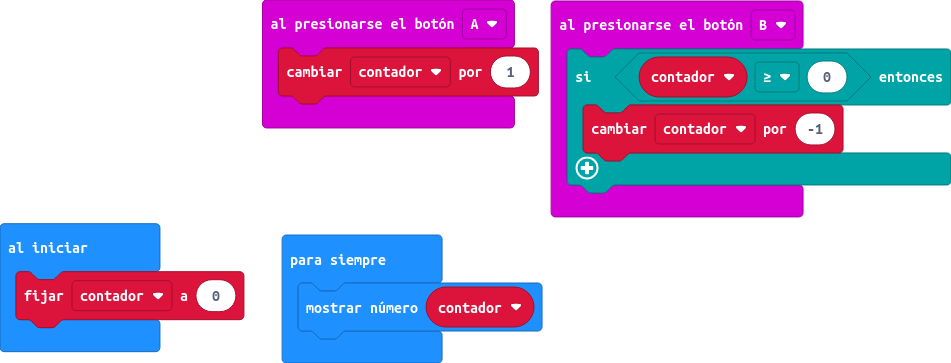 al presionarse el botón A
cambiar contador por 1
al presionarse el botón B
si contador ≥ 0 entonces
cambiar contador por -1
al iniciar
fijar contador a 0
para siempre
mostrar número contador